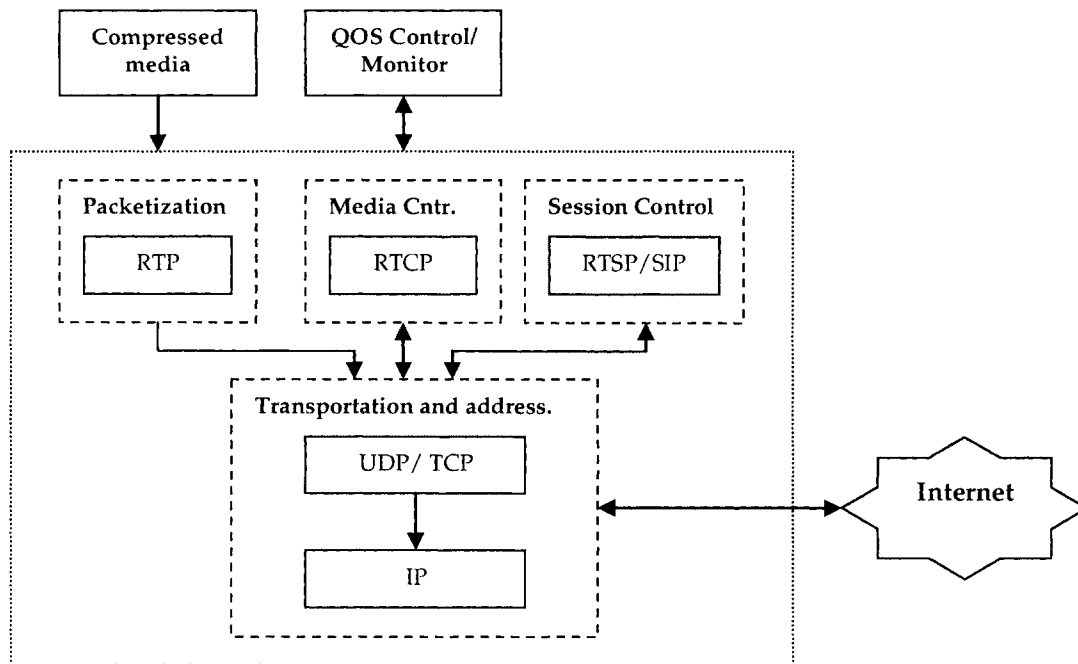 Compressed
media
QOS Control/
Monitor
Packetization
RTP
Media Cntr.
RTCP
Session Control
RTSP/SIP
Transportation and address.
UDP/ TCP
IP
Internet